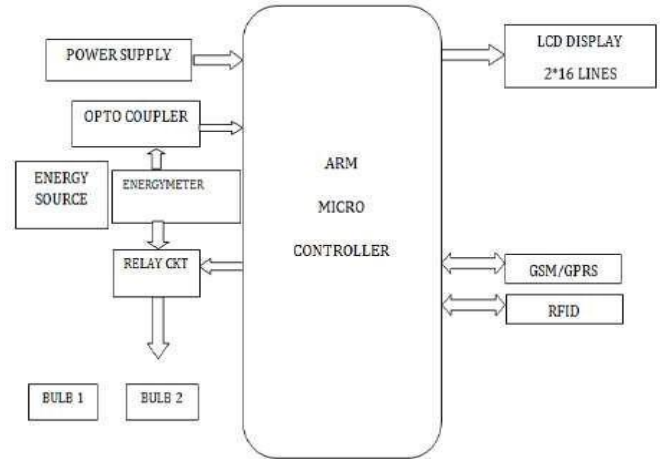 POWER SUPPLY
LCD DISPLAY
2*16 LINES
OPTO COUPLER
ENERGY
SOURCE
ENERGYMETER
ARM
MICRO
CONTROLLER
RELAY CKT
GSM/GPRS
RFID
BULB 1
BULB 2